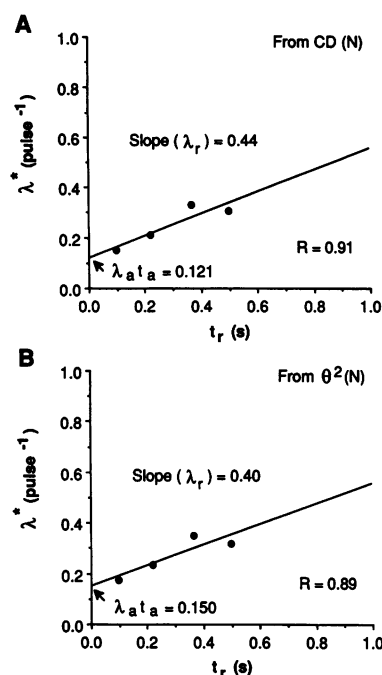 A
From CD (N)
λ* (pulse⁻¹)
1.0
0.8
0.6
0.4
0.2
0.0
Slope (λr) = 0.44
R = 0.91
λa ta = 0.121
0.0 0.2 0.4 0.6 0.8 1.0
tr (s)
B
From θ² (N)
λ* (pulse⁻¹)
1.0
0.8
0.6
0.4
0.2
0.0
Slope (λr) = 0.40
R = 0.89
λa ta = 0.150
0.0 0.2 0.4 0.6 0.8 1.0
tr (s)